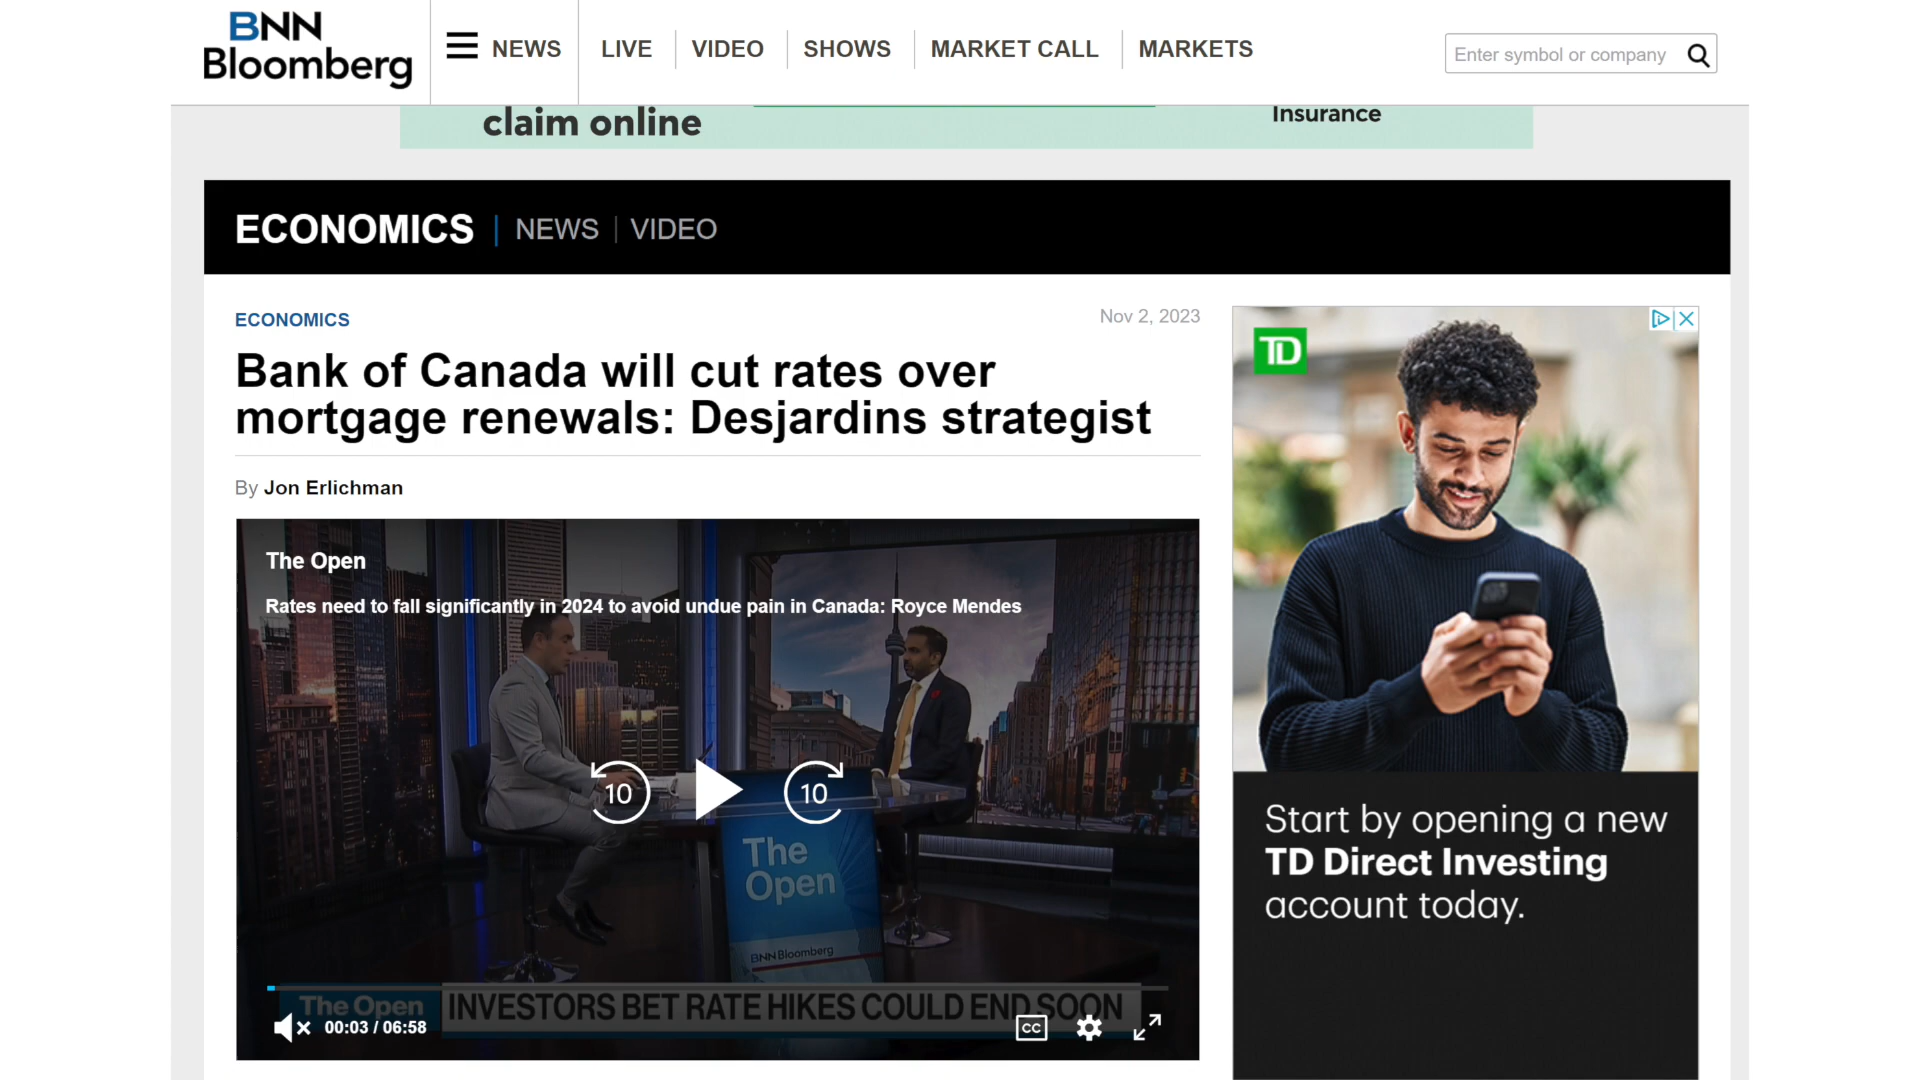 BNN
Bloomberg
NEWS
LIVE
VIDEO
SHOWS
MARKET CALL
MARKETS
Enter symbol or company
claim online
Insurance
ECONOMICS
NEWS
VIDEO
ECONOMICS
Nov 2, 2023
Bank of Canada will cut rates over
mortgage renewals: Desjardins strategist
By Jon Erlichman
The Open
Rates need to fall significantly in 2024 to avoid undue pain in Canada: Royce Mendes
10
10
The
Open
BNN Bloomberg
The Open
INVESTORS BET RATE HIKES COULD END SOON
00:03 / 06:58
CC
TD
Start by opening a new
TD Direct Investing
account today.